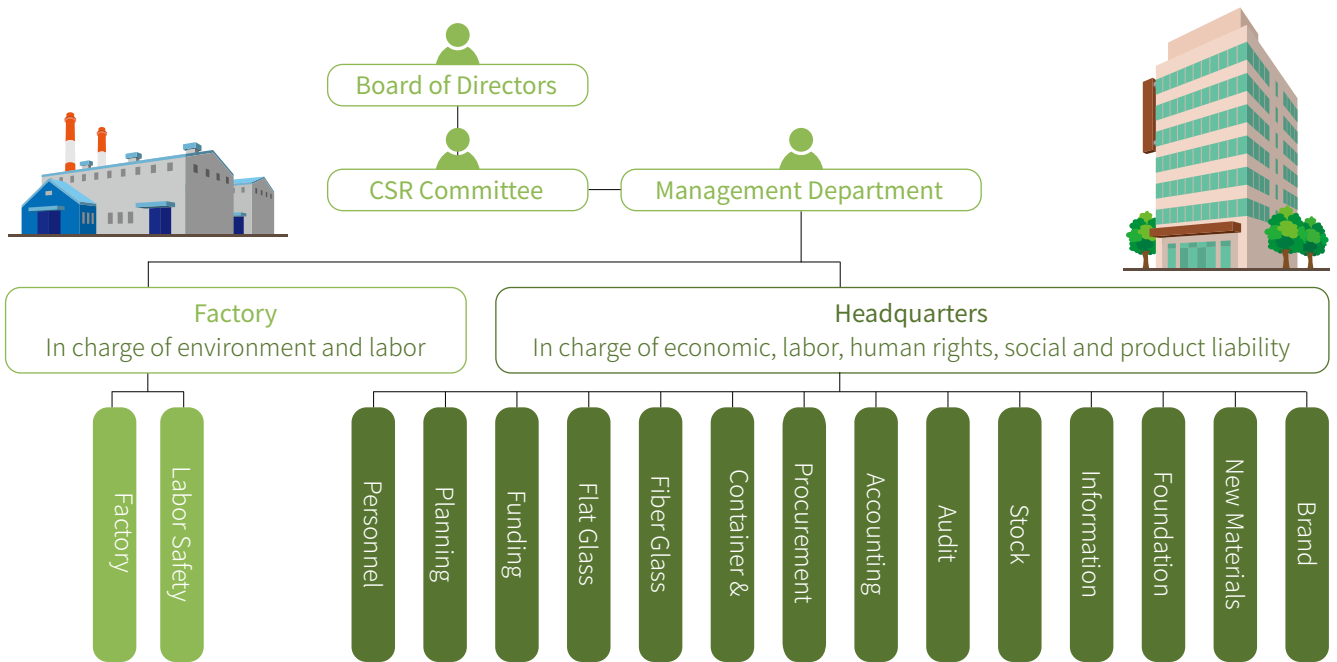 Board of Directors
CSR Committee
Management Department
Factory
In charge of environment and labor
Headquarters
In charge of economic, labor, human rights, social and product liability
Factory
Labor Safety
Personnel
Planning
Funding
Flat Glass
Fiber Glass
Container &
Procurement
Accounting
Audit
Stock
Information
Foundation
New Materials
Brand